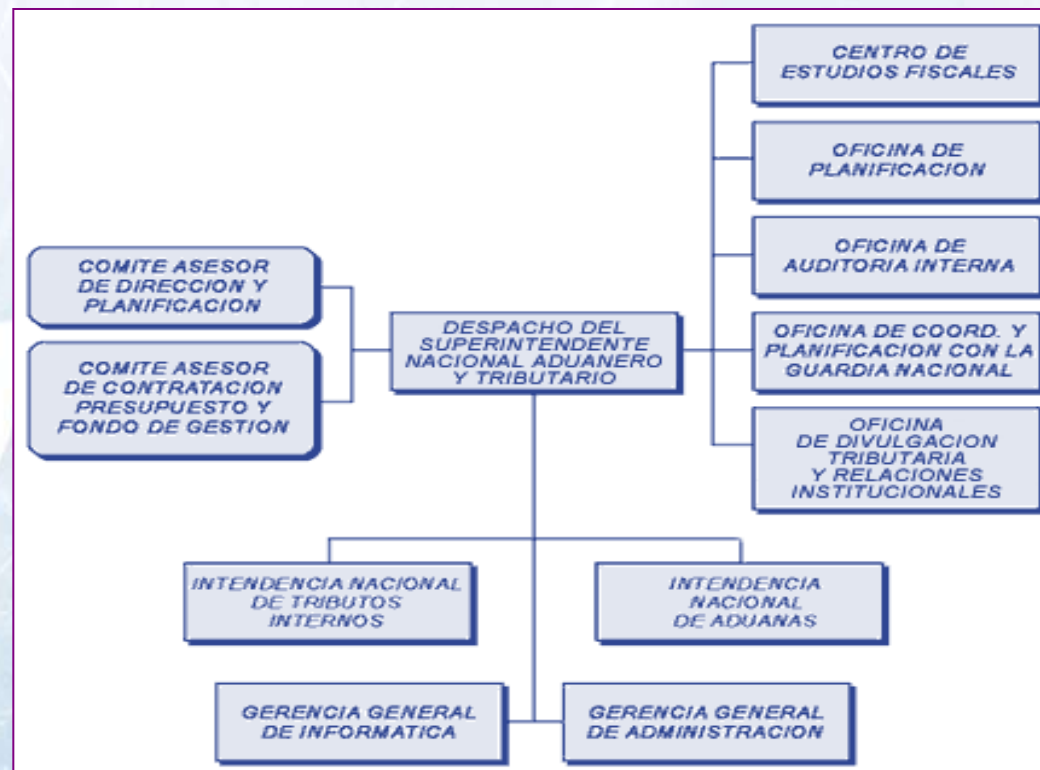 CENTRO DE
ESTUDIOS FISCALES
OFICINA DE
PLANIFICACION
OFICINA DE
AUDITORIA INTERNA
COMITE ASESOR
DE DIRECCION Y
PLANIFICACION
DESPACHO DEL
SUPERINTENDENTE
NACIONAL ADUANERO
Y TRIBUTARIO
OFICINA DE COORD. Y
PLANIFICACION CON LA
GUARDIA NACIONAL
COMITE ASESOR
DE CONTRATACION
PRESUPUESTO Y
FONDO DE GESTION
OFICINA
DE DIVULGACION
TRIBUTARIA
Y RELACIONES
INSTITUCIONALES
INTENDENCIA NACIONAL
DE TRIBUTOS
INTERNOS
INTENDENCIA
NACIONAL
DE ADUANAS
GERENCIA GENERAL
DE INFORMATICA
GERENCIA GENERAL
DE ADMINISTRACION